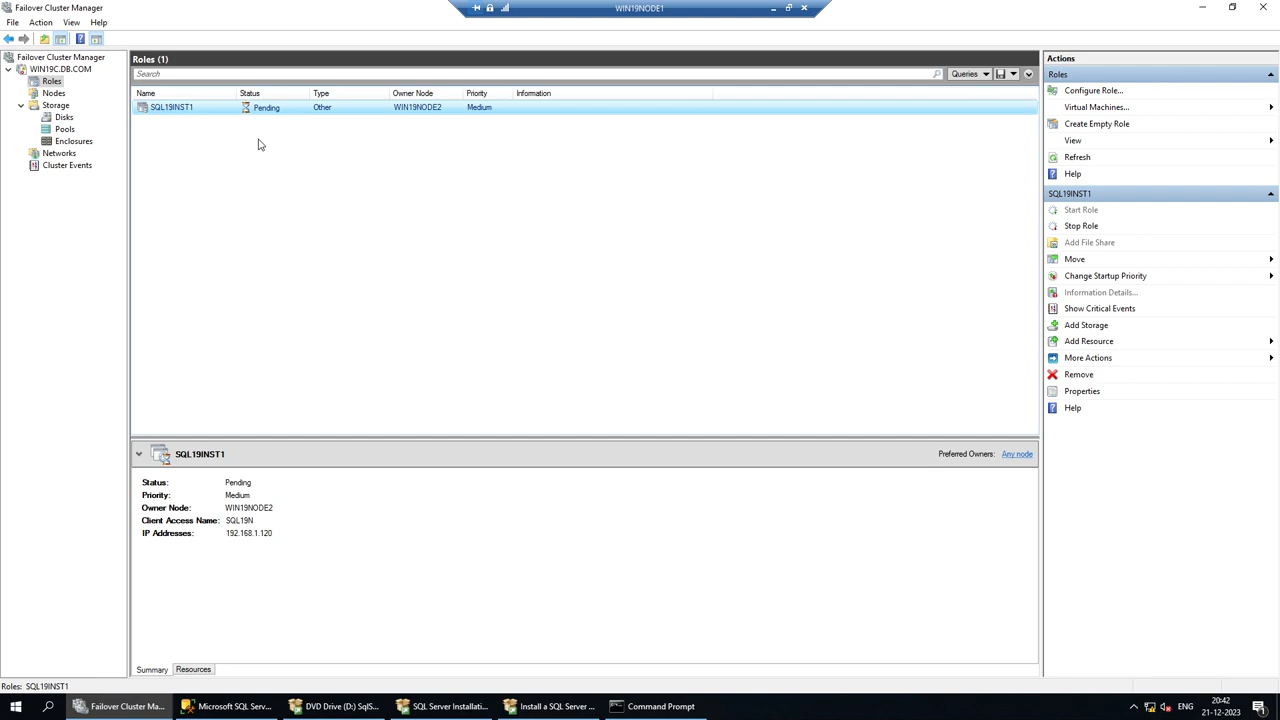 Failover Cluster Manager
WIN19NODE1
File Action View Help
Failover Cluster Manager
WIN19C.DB.COM
Roles
Nodes
Storage
Disks
Pools
Enclosures
Networks
Cluster Events
Roles (1)
Search
Queries
Name Status Type Owner Node Priority Information
SQL19INST1 Pending Other WIN19NODE2 Medium
SQL19INST1 Preferred Owners: Any node
Status: Pending
Priority: Medium
Owner Node: WIN19NODE2
Client Access Name: SQL19N
IP Addresses: 192.168.1.120
Summary Resources
Actions
Roles
Configure Role...
Virtual Machines...
Create Empty Role
View
Refresh
Help
SQL19INST1
Start Role
Stop Role
Add File Share
Move
Change Startup Priority
Information Details...
Show Critical Events
Add Storage
Add Resource
More Actions
Remove
Properties
Help
Roles: SQL19INST1
Failover Cluster Ma...
Microsoft SQL Serv...
DVD Drive (D:) SqlS...
SQL Server Installati...
Install a SQL Server ...
Command Prompt
ENG
20:42
21-12-2023
1